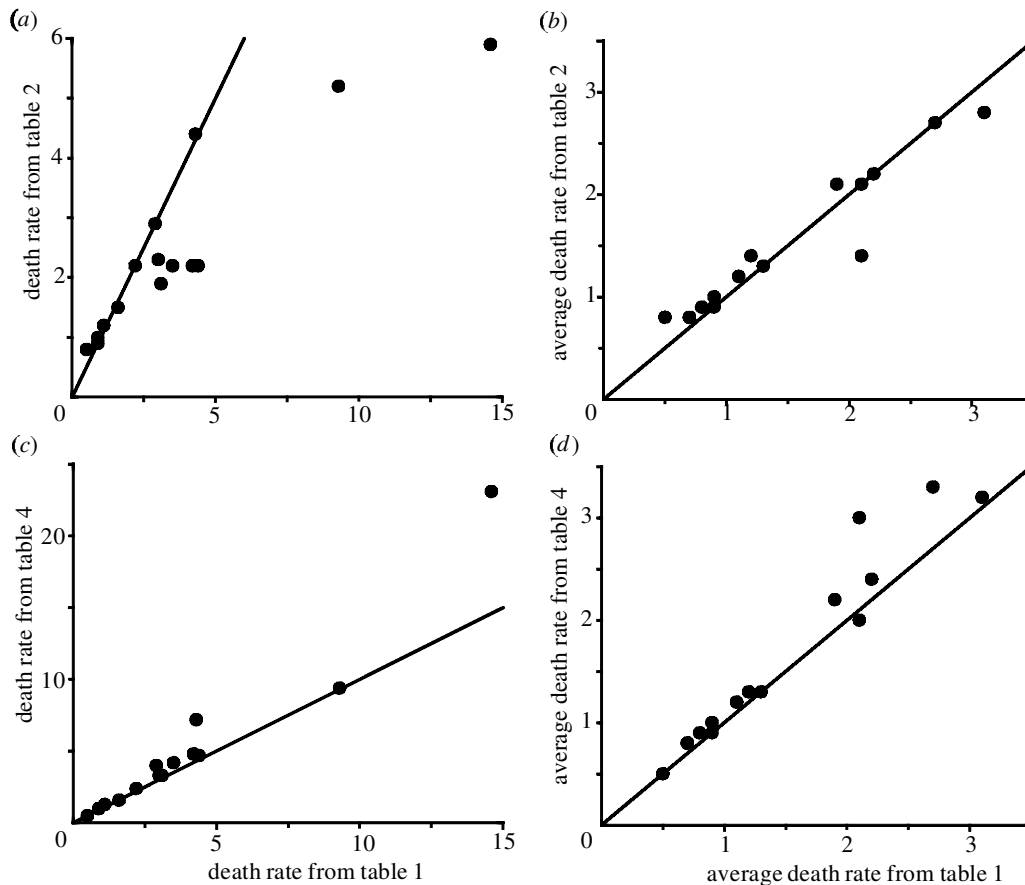 (a)
6
4
2
0
5
10
15
death rate from table 2
(b)
3
2
1
0
1
2
3
average death rate from table 2
(c)
20
10
0
5
10
15
death rate from table 4
death rate from table 1
(d)
3
2
1
0
1
2
3
average death rate from table 4
average death rate from table 1